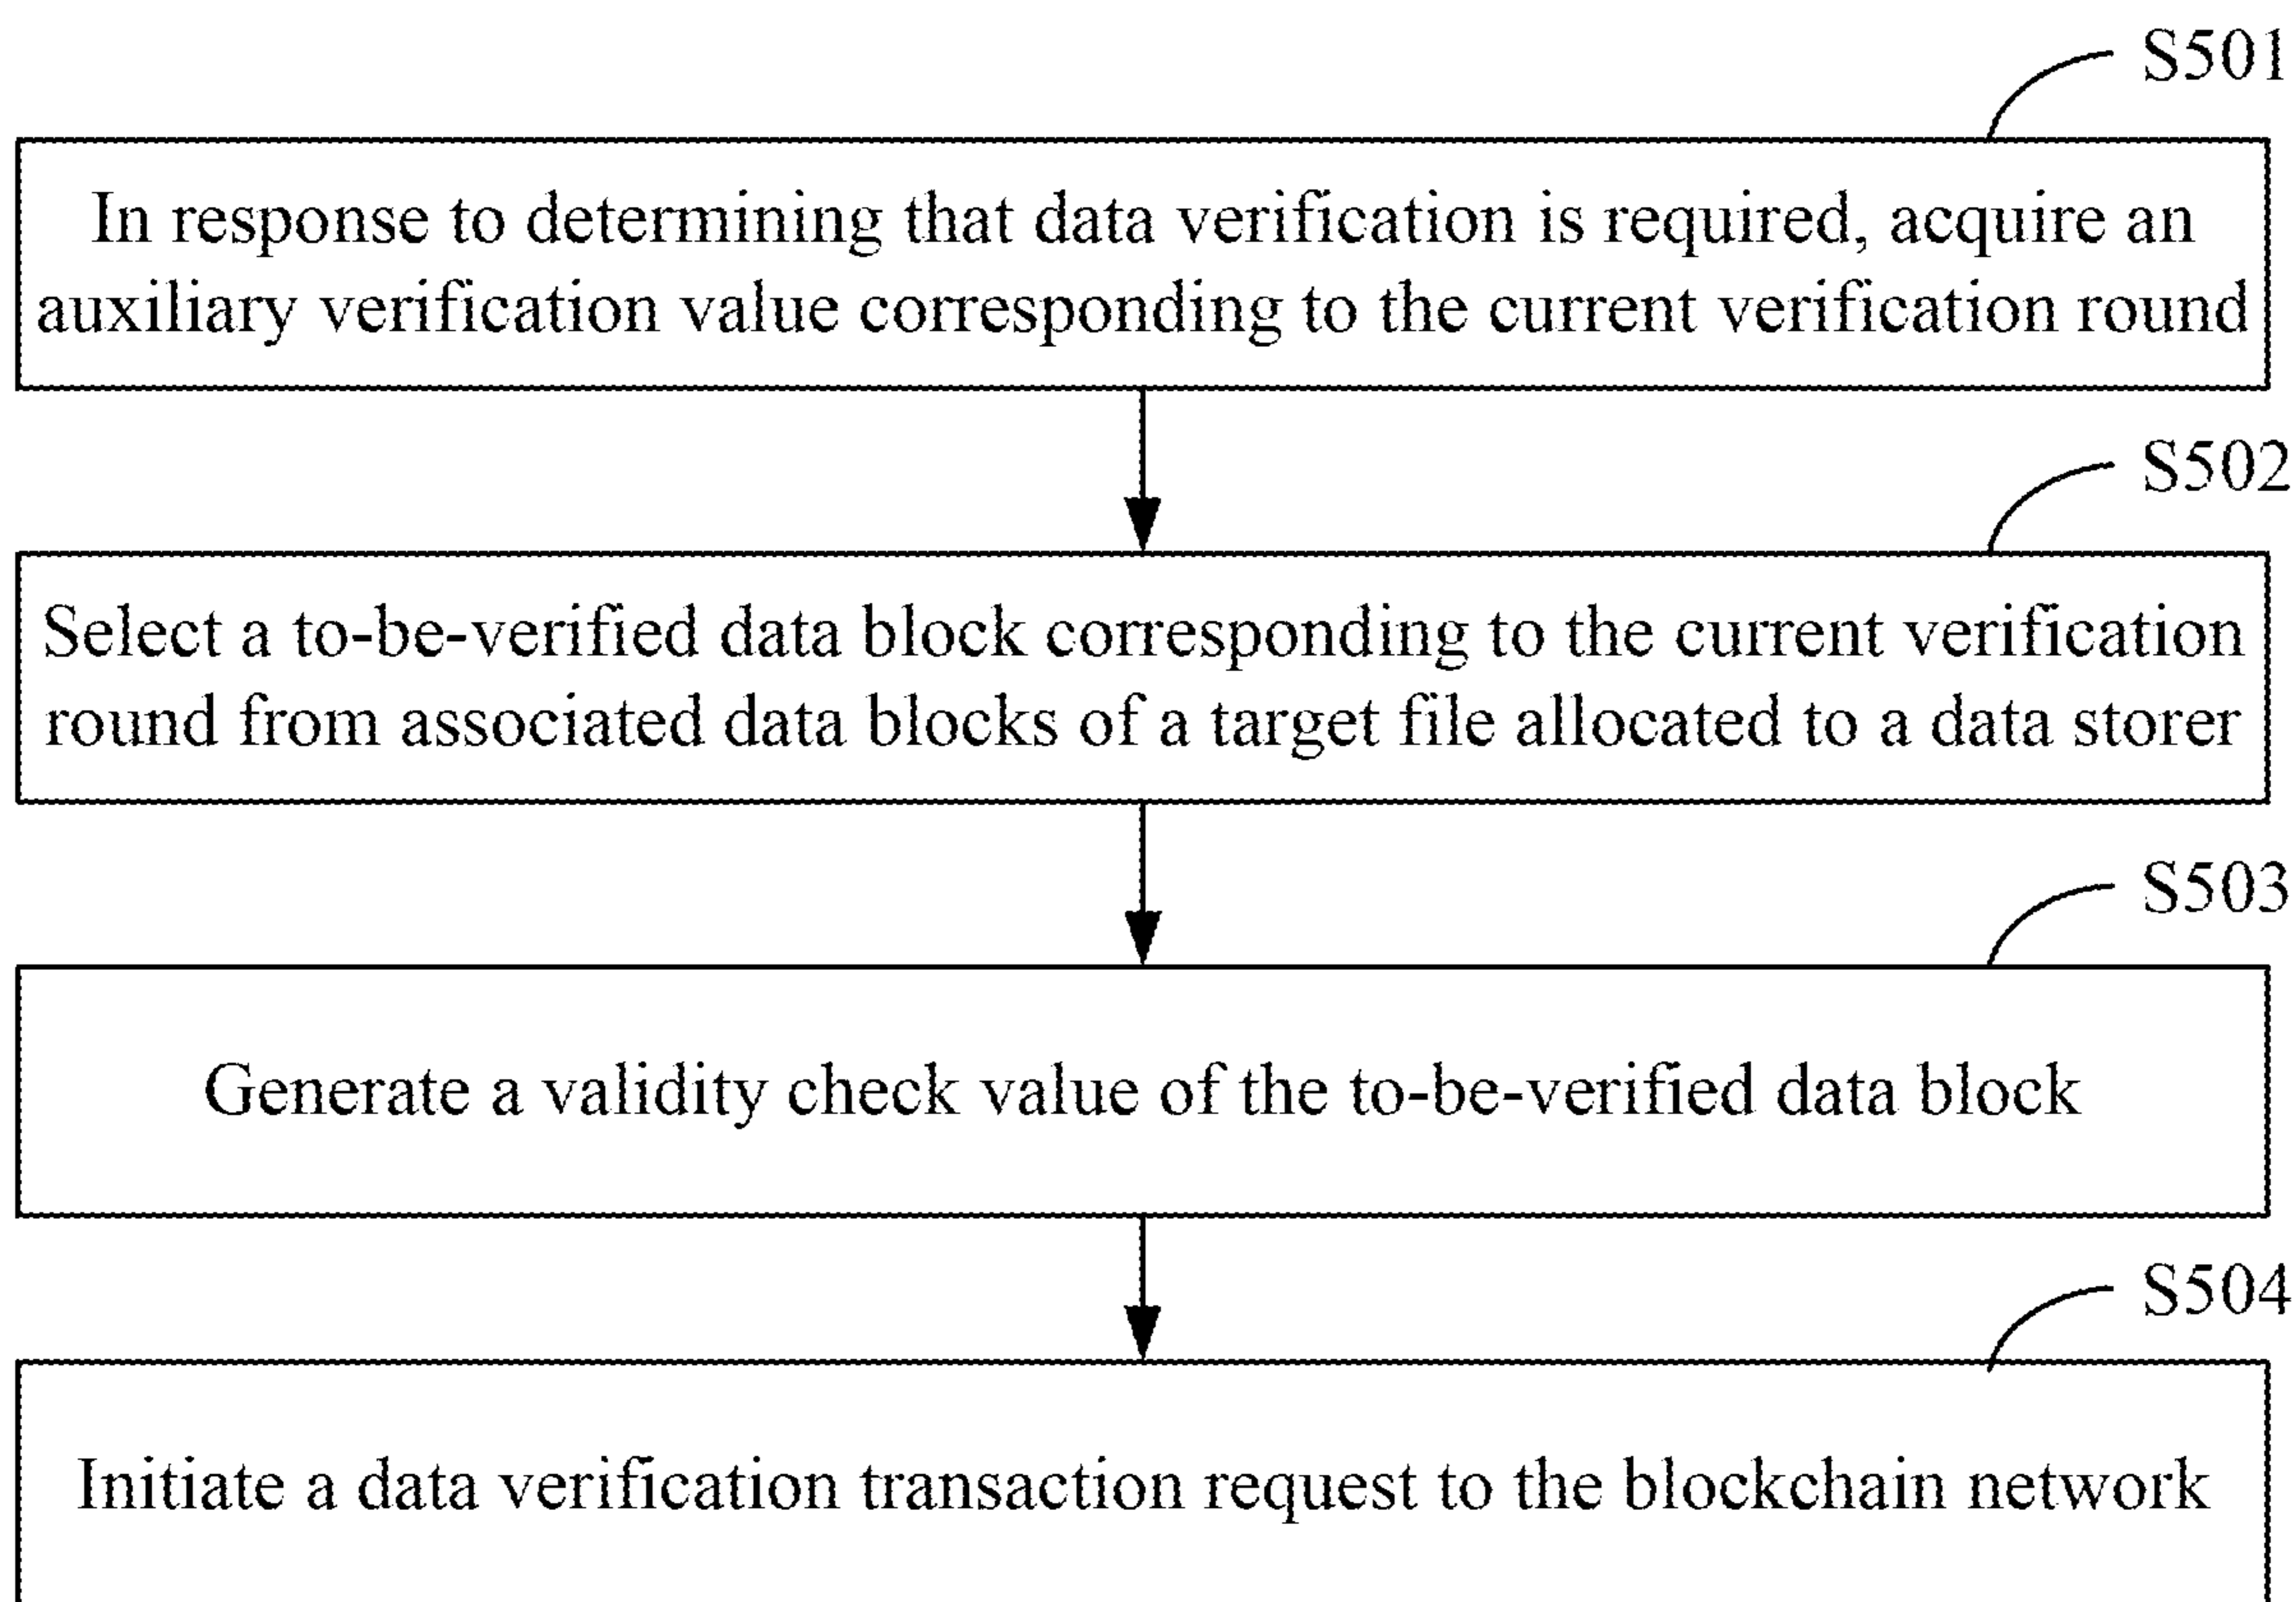 S501
In response to determining that data verification is required, acquire an
auxiliary verification value corresponding to the current verification round
S502
Select a to-be-verified data block corresponding to the current verification
round from associated data blocks of a target file allocated to a data storer
S503
Generate a validity check value of the to-be-verified data block
S504
Initiate a data verification transaction request to the blockchain network